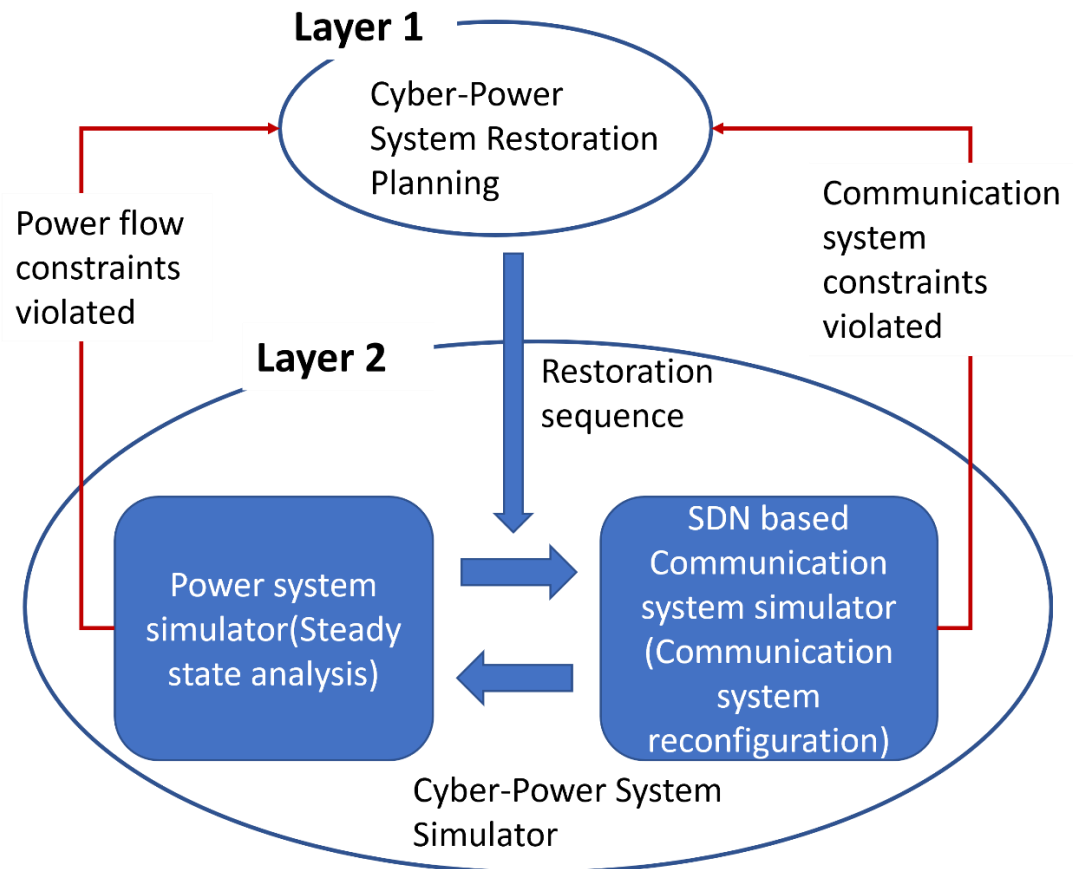 Layer 1
Cyber-Power
System Restoration
Planning
Power flow
constraints
violated
Communication
system
constraints
violated
Layer 2
Restoration
sequence
Power system
simulator(Steady
state analysis)
SDN based
Communication
system simulator
(Communication
system
reconfiguration)
Cyber-Power System
Simulator